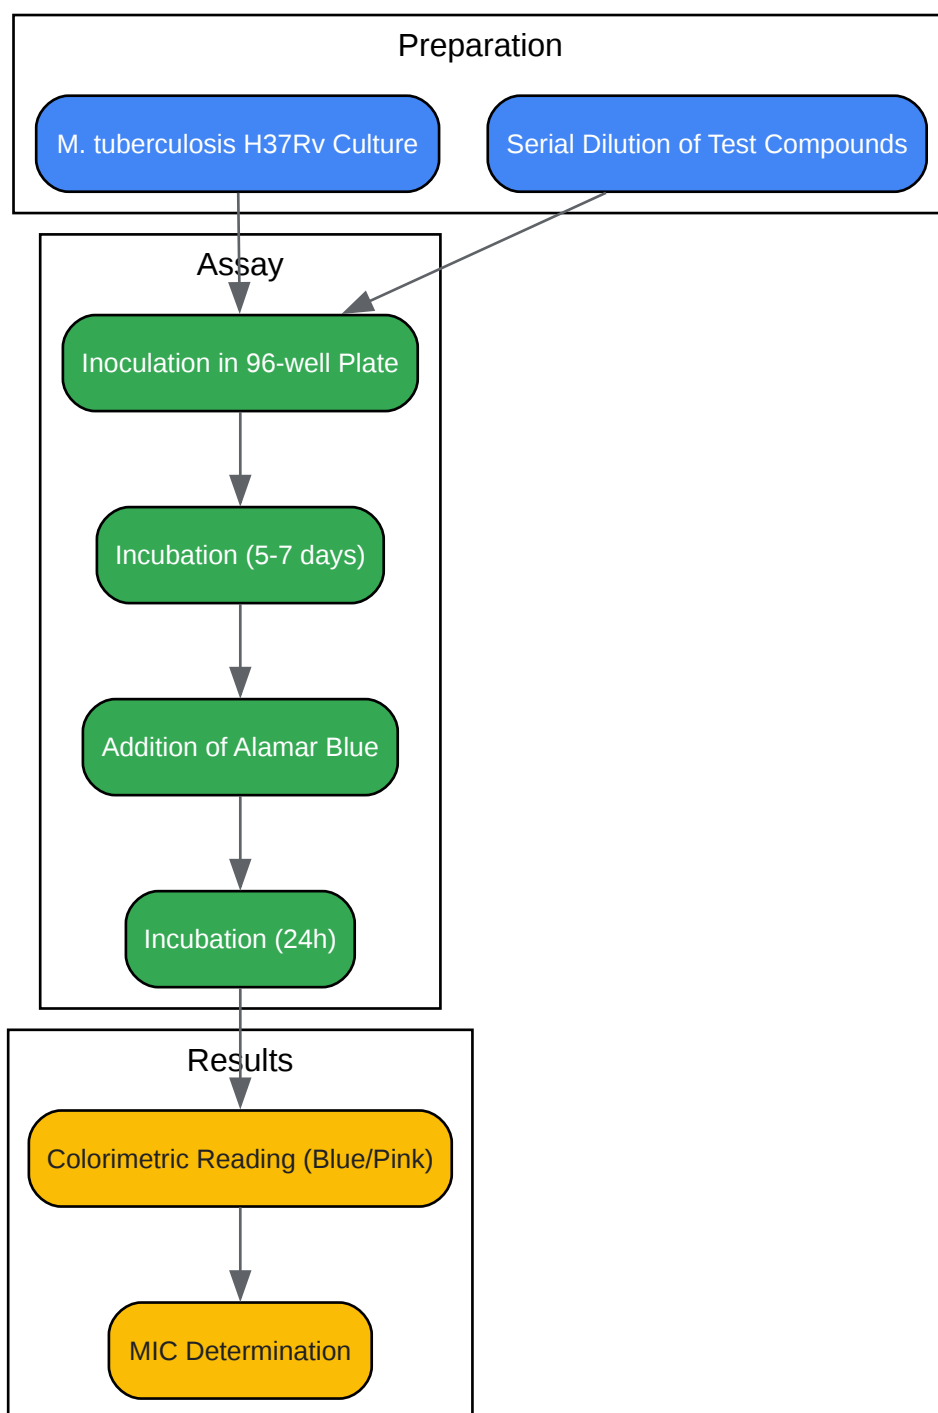 Preparation
M. tuberculosis H37Rv Culture
Serial Dilution of Test Compounds
Assay
Inoculation in 96-well Plate
Incubation (5-7 days)
Addition of Alamar Blue
Incubation (24h)
Results
Colorimetric Reading (Blue/Pink)
MIC Determination